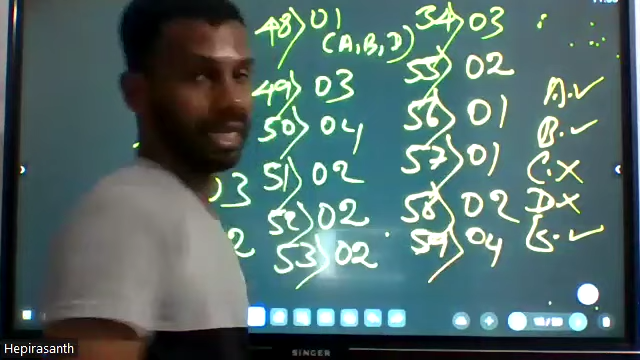 48) 01
(A, B, D)
49) 03
50) 04
51) 02
52) 02
53) 02
03
2
54) 03
55) 02
56) 01
57) 01
58) 02
59) 04
A. ✓
B. ✓
C. ✗
D. ✗
E. ✓
SINGER
Hepirasanth